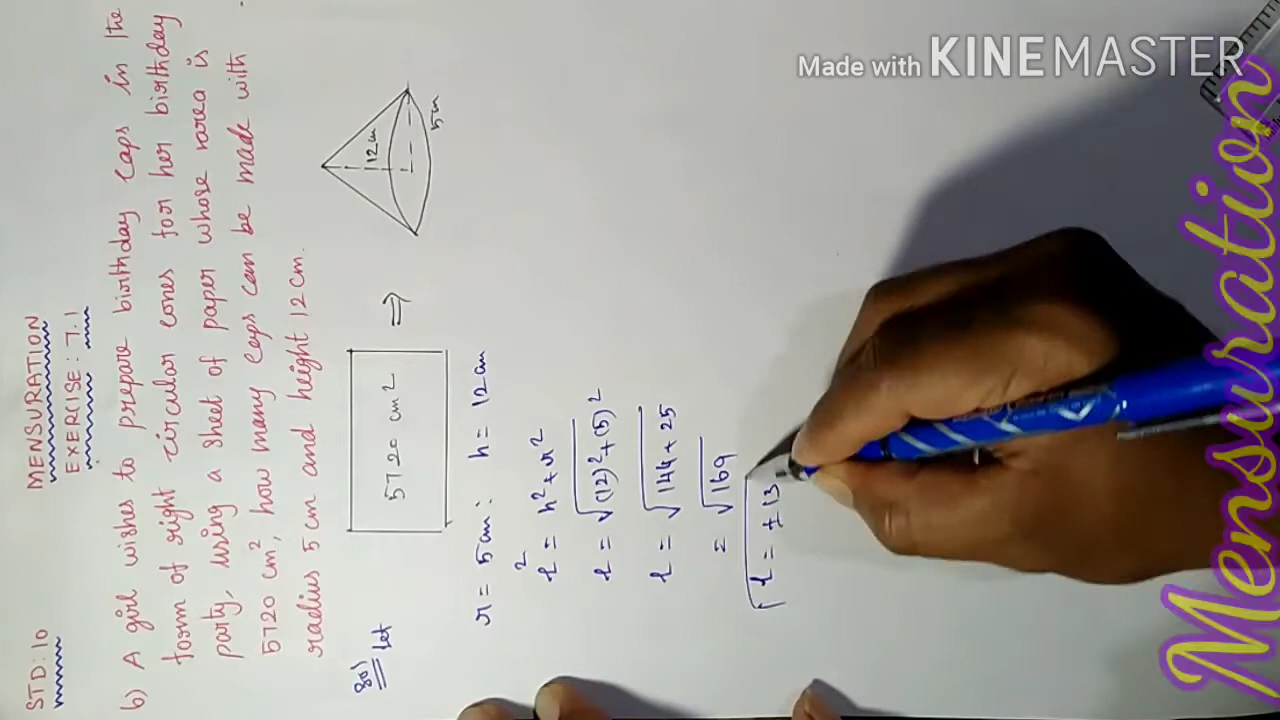 STD: 10
MENSURATION
EXERCISE: 7.1
6) A girl wishes to prepare birthday caps in the
form of right circular cones for her birthday
party, using a sheet of paper whose area is
5720 cm², how many caps can be made with
radius 5 cm and height 12 cm.
Sol
Let
5720 cm²
⇒
12 cm
5 cm
r = 5 cm : h = 12 cm
l² = h² + r²
l = √(12)² + (5)²
l = √144 + 25
= √169
l = ± 13
Made with KINEMASTER
Mensuration